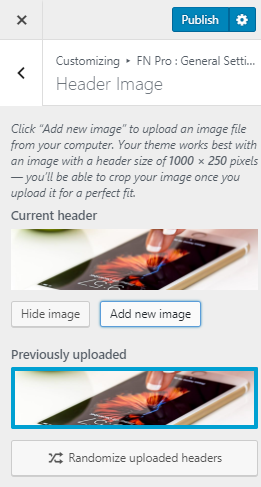 Publish
Customizing ▸ FN Pro : General Setti...
Header Image
Click “Add new image” to upload an image file
from your computer. Your theme works best with
an image with a header size of 1000 × 250 pixels
— you’ll be able to crop your image once you
upload it for a perfect fit.
Current header
Hide image
Add new image
Previously uploaded
Randomize uploaded headers